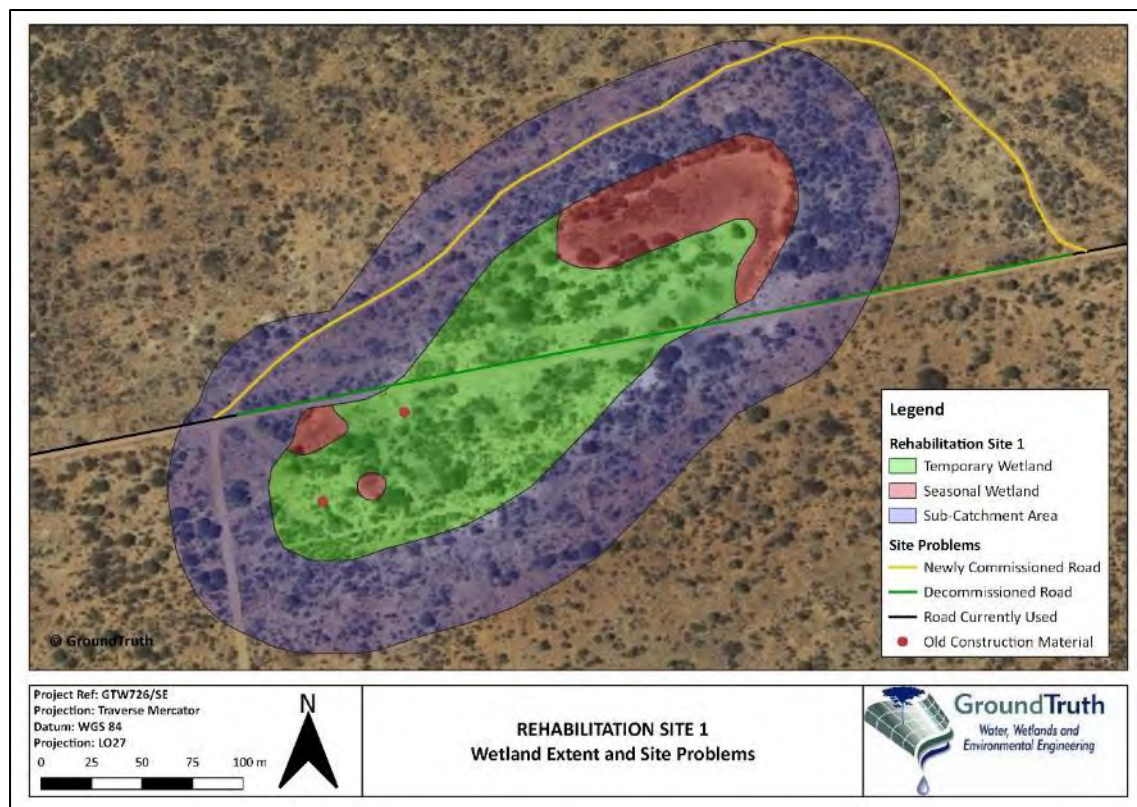 Legend
Rehabilitation Site 1
Temporary Wetland
Seasonal Wetland
Sub-Catchment Area
Site Problems
Newly Commissioned Road
Decommissioned Road
Road Currently Used
Old Construction Material
© GroundTruth
Project Ref: GTW726/SE
Projection: Traverse Mercator
Datum: WGS 84
Projection: LO27
0 25 50 75 100 m
N
REHABILITATION SITE 1
Wetland Extent and Site Problems
GroundTruth
Water, Wetlands and
Environmental Engineering